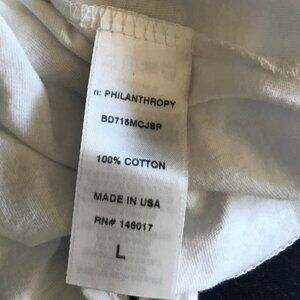 n: PHILANTHROPY
BD715MCJSP
100% COTTON
MADE IN USA
RN# 146017
L